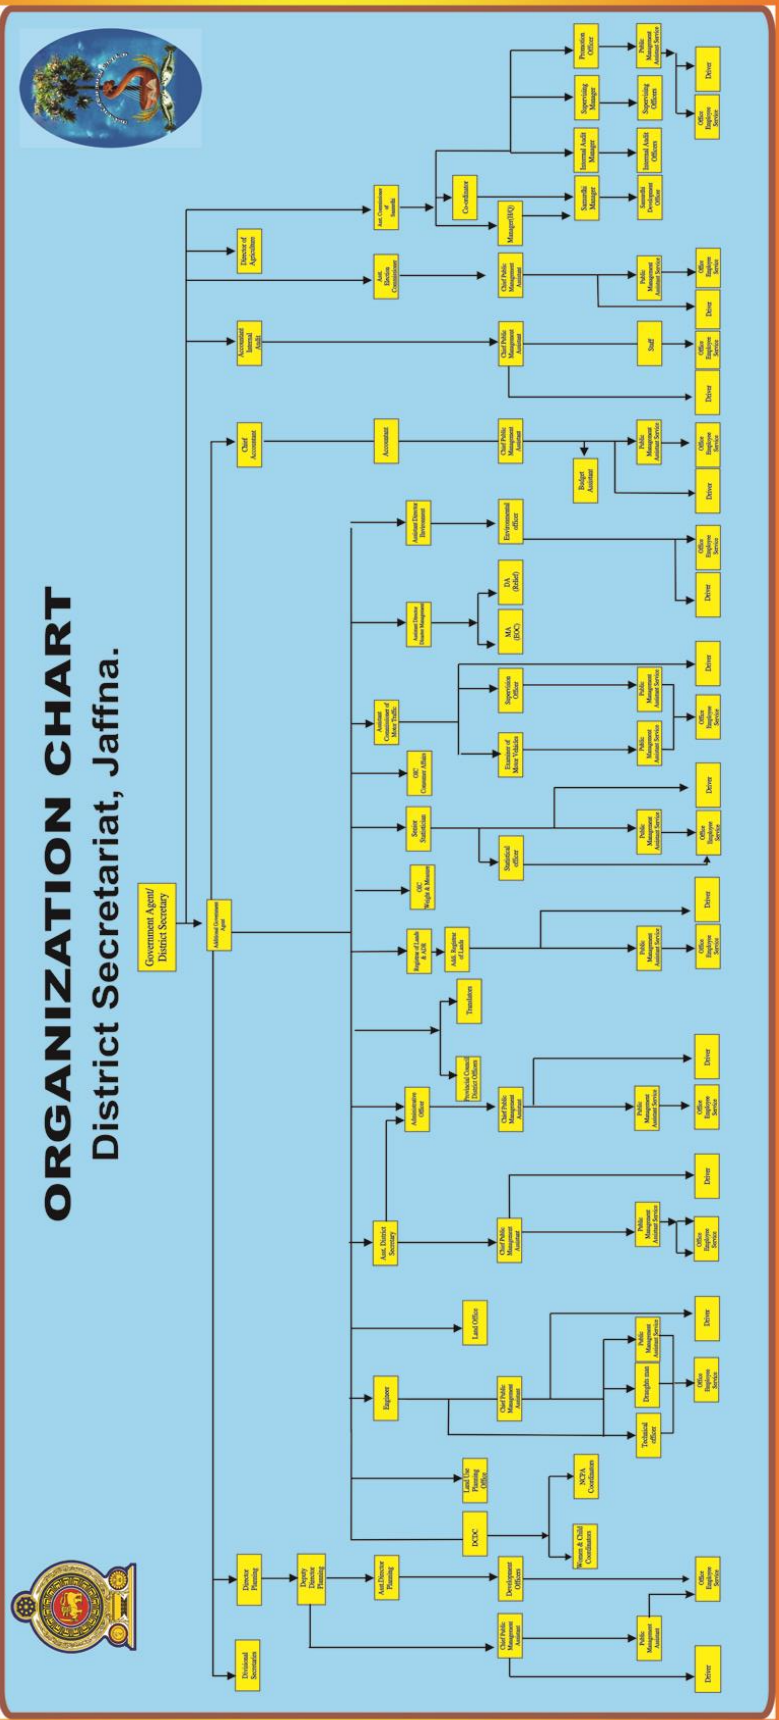 ORGANIZATION CHART
District Secretariat, Jaffna.
Government Agent/
District Secretary
Additional Government
Agent
Divisional
Secretaries
Director
Planning
Chief
Accountant
Accountant
Internal
Audit
Director of
Agriculture
Deputy
Director
Planning
Asst.Director
Planning
Engineer
Asst. District
Secretary
Assistant
Commissioner of
Motor Traffic
Accountant
Asst.
Election
Commissioner
Asst. Commissioner
of
Samurdhi
Administrative
Officer
Registrar of Lands
& ADR
OIC
Weight & Measure
Senior
Statistician
OIC
Consumer Affairs
Assistant Director
Disaster Management
Assistant Director
Environment
DCDC
Land Use
Planning
Office
Land Office
Provincial Council
District Officers
Translators
Addl. Registrar
of Lands
Co-ordinator
Development
Officers
Chief Public
Management
Assistant
Chief Public
Management
Assistant
Chief Public
Management
Assistant
Chief Public
Management
Assistant
Statistical
officer
Examiner of
Motor Vehicles
Supervision
Officer
MA
(EOC)
DA
(Relief)
Environmental
officer
Chief Public
Management
Assistant
Chief Public
Management
Assistant
Chief Public
Management
Assistant
Manager(H/Q)
Women & Child
Coordinators
NCPA
Coordinators
Budget
Assistant
Samurdhi
Manager
Internal Audit
Manager
Supervising
Manager
Promotion
Officer
Public
Management
Assistant
Technical
officer
Draughts man
Public
Management
Assistant Service
Public
Management
Assistant Service
Public
Management
Assistant Service
Public
Management
Assistant Service
Public
Management
Assistant Service
Public
Management
Assistant Service
Public
Management
Assistant Service
Public
Management
Assistant Service
Staff
Public
Management
Assistant Service
Samurdhi
Development
Officer
Internal Audit
Officers
Supervising
Officers
Public
Management
Assistant Service
Driver
Office
Employee
Service
Office
Employee
Service
Driver
Office
Employee
Service
Driver
Office
Employee
Service
Driver
Office
Employee
Service
Driver
Office
Employee
Service
Driver
Office
Employee
Service
Driver
Driver
Office
Employee
Service
Driver
Office
Employee
Service
Driver
Office
Employee
Service
Driver
Office
Employee
Service
Office
Employee
Service
Driver